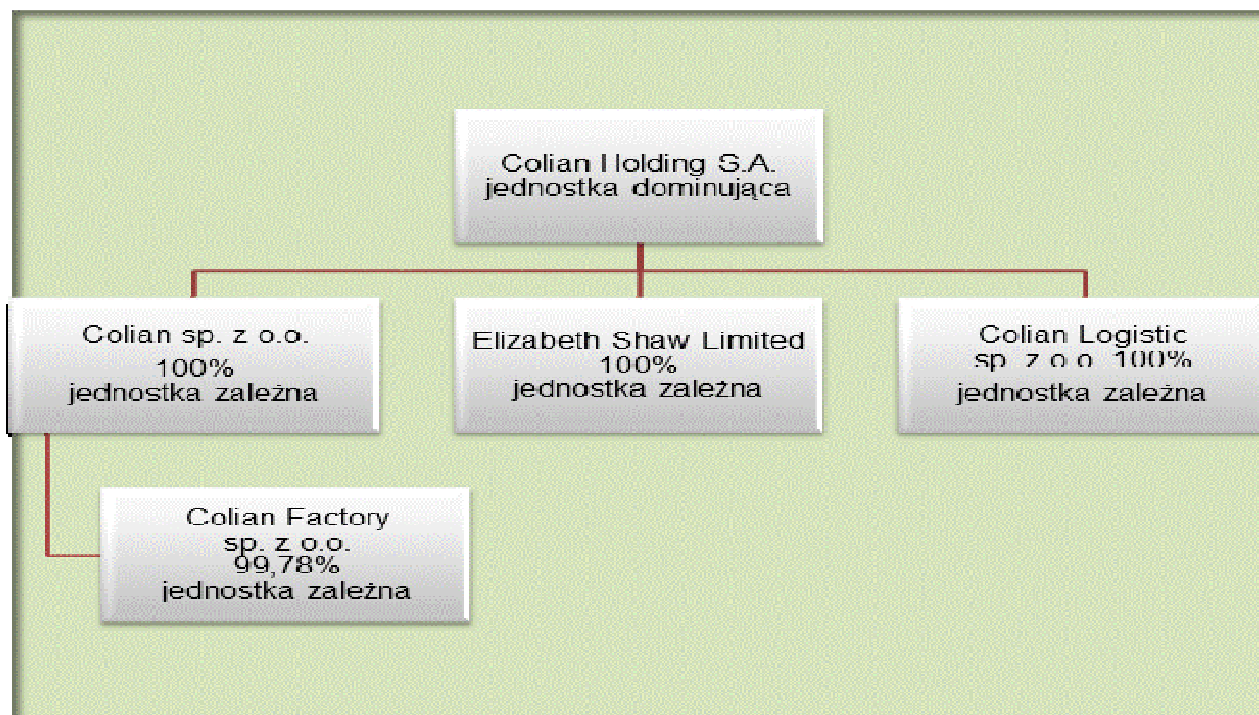 Colian Holding S.A.
jednostka dominująca
Colian sp. z o.o.
100%
jednostka zależna
Elizabeth Shaw Limited
100%
jednostka zależna
Colian Logistic
sp. z o.o. 100%
jednostka zależna
Colian Factory
sp. z o.o.
99,78%
jednostka zależna